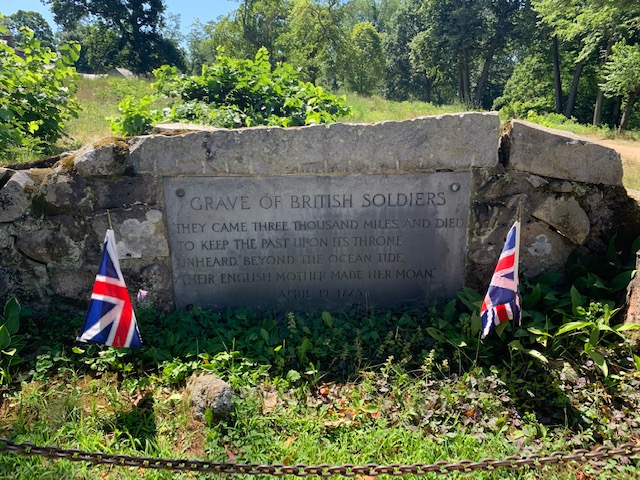 GRAVE OF BRITISH SOLDIERS
THEY CAME THREE THOUSAND MILES AND DIED,
TO KEEP THE PAST UPON ITS THRONE.
UNHEARD, BEYOND THE OCEAN TIDE,
THEIR ENGLISH MOTHER MADE HER MOAN.
APRIL 19, 1775